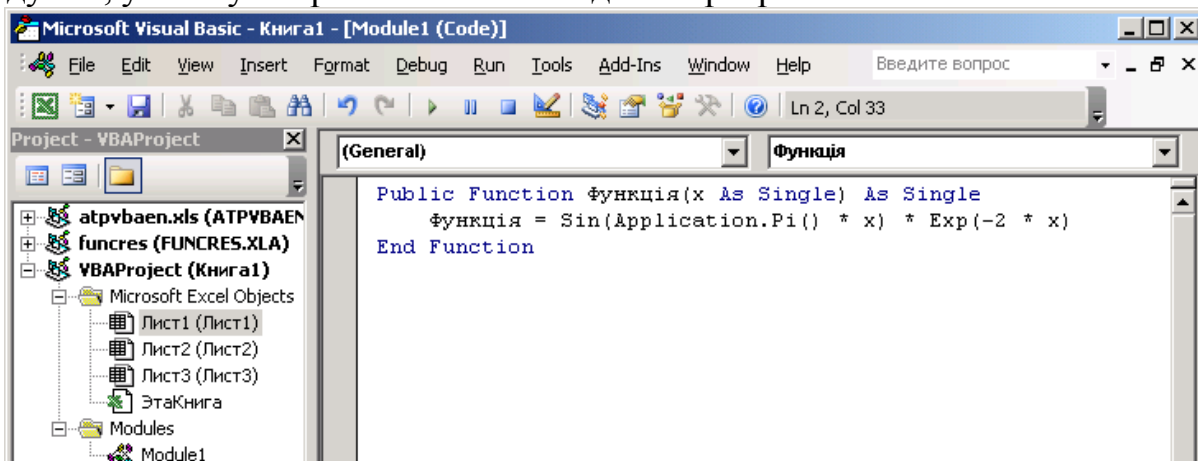 Microsoft Visual Basic - Книга1 - [Module1 (Code)]
File Edit View Insert Format Debug Run Tools Add-Ins Window Help Введите вопрос
Ln 2, Col 33
Project - VBAProject
(General) Функція
Public Function Функція(x As Single) As Single
Функція = Sin(Application.Pi() * x) * Exp(-2 * x)
End Function
atpvbaen.xls (ATPVBAEN
funcres (FUNCRES.XLA)
VBAProject (Книга1)
Microsoft Excel Objects
Лист1 (Лист1)
Лист2 (Лист2)
Лист3 (Лист3)
ЭтаКнига
Modules
Module1